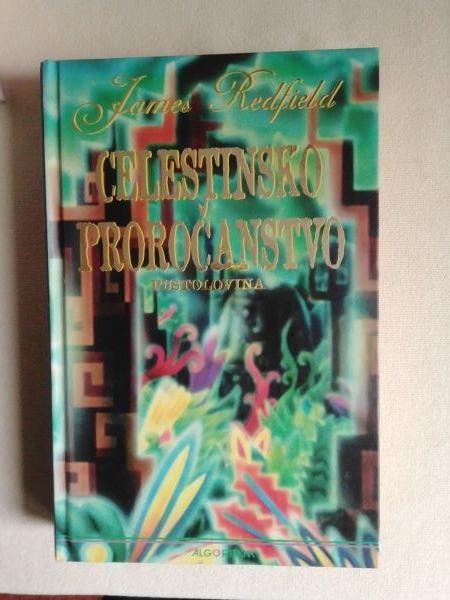 James Redfield
CELESTINSKO
PROROČANSTVO
PUSTOLOVINA
ALGORITAM